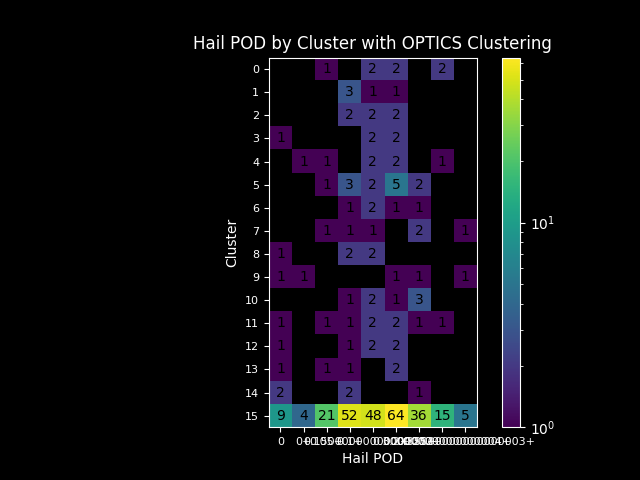 Hail POD by Cluster with OPTICS Clustering
0 1 2 2 2
1 3 1 1
2 2 2 2
3 1 2 2
4 1 1 2 2 1
5 1 3 2 5 2
6 1 2 1 1
7 1 1 1 2 1
8 1 2 2
9 1 1 1 1 1
10 1 2 1 3
11 1 1 1 2 2 1 1
12 1 1 2 2
13 1 1 1 2
14 2 2 1
15 9 4 21 52 48 64 36 15 5
0
Hail POD
Cluster
10¹
10⁰